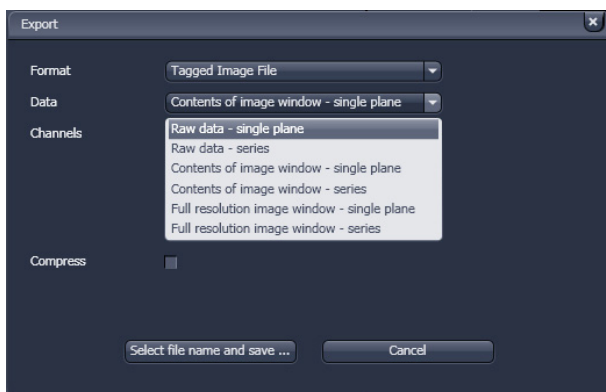 Export
Format Tagged Image File
Data Contents of image window - single plane
Channels Raw data - single plane
Raw data - series
Contents of image window - single plane
Contents of image window - series
Full resolution image window - single plane
Full resolution image window - series
Compress
Select file name and save ... Cancel